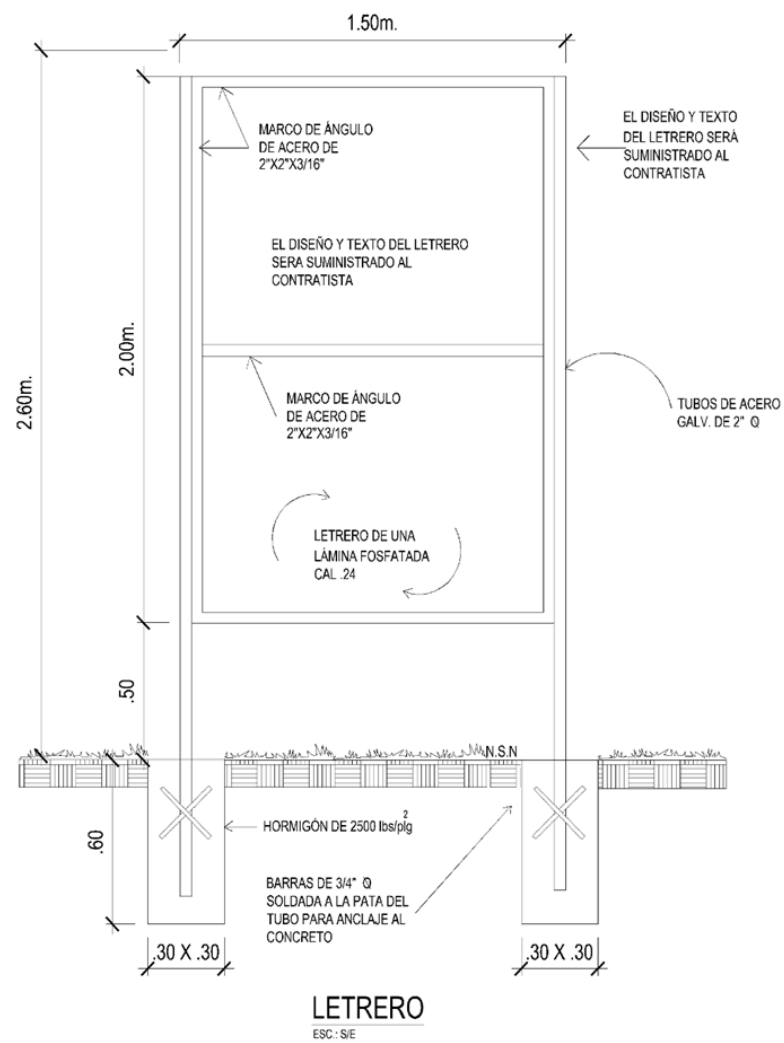 1.50m.
MARCO DE ÁNGULO
DE ACERO DE
2"X2"X3/16"
EL DISEÑO Y TEXTO
DEL LETRERO SERÁ
SUMINISTRADO AL
CONTRATISTA
EL DISEÑO Y TEXTO DEL LETRERO
SERA SUMINISTRADO AL
CONTRATISTA
2.00m.
2.60m.
MARCO DE ÁNGULO
DE ACERO DE
2"X2"X3/16"
TUBOS DE ACERO
GALV. DE 2" Q
LETRERO DE UNA
LÁMINA FOSFATADA
CAL .24
.50
N.S.N
.60
HORMIGÓN DE 2500 lbs/plg²
BARRAS DE 3/4" Q
SOLDADA A LA PATA DEL
TUBO PARA ANCLAJE AL
CONCRETO
.30 X .30
.30 X .30
LETRERO
ESC.: S/E